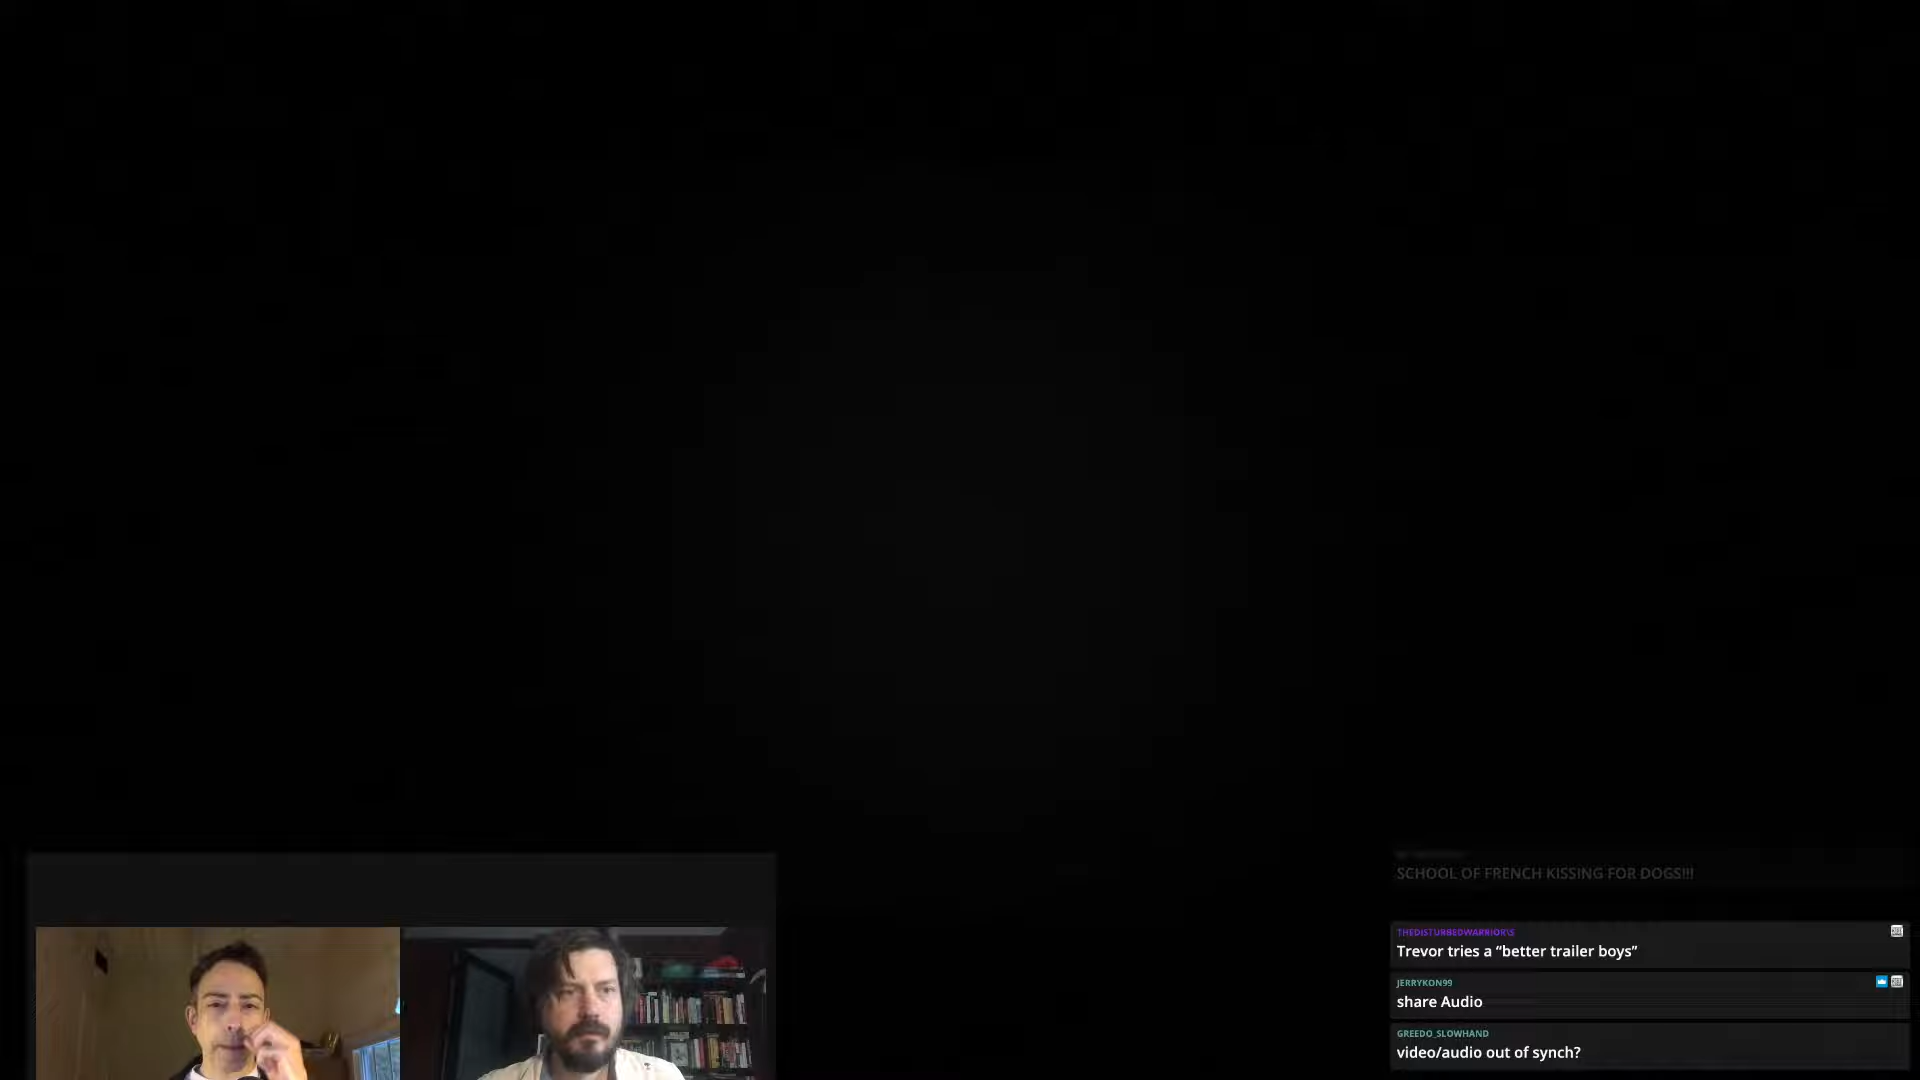 SCHOOL OF FRENCH KISSING FOR DOGS!!!
THEDISTURBEDWARRIORS
Trevor tries a “better trailer boys”
JERRYKON99
share Audio
GREEDO_SLOWHAND
video/audio out of synch?